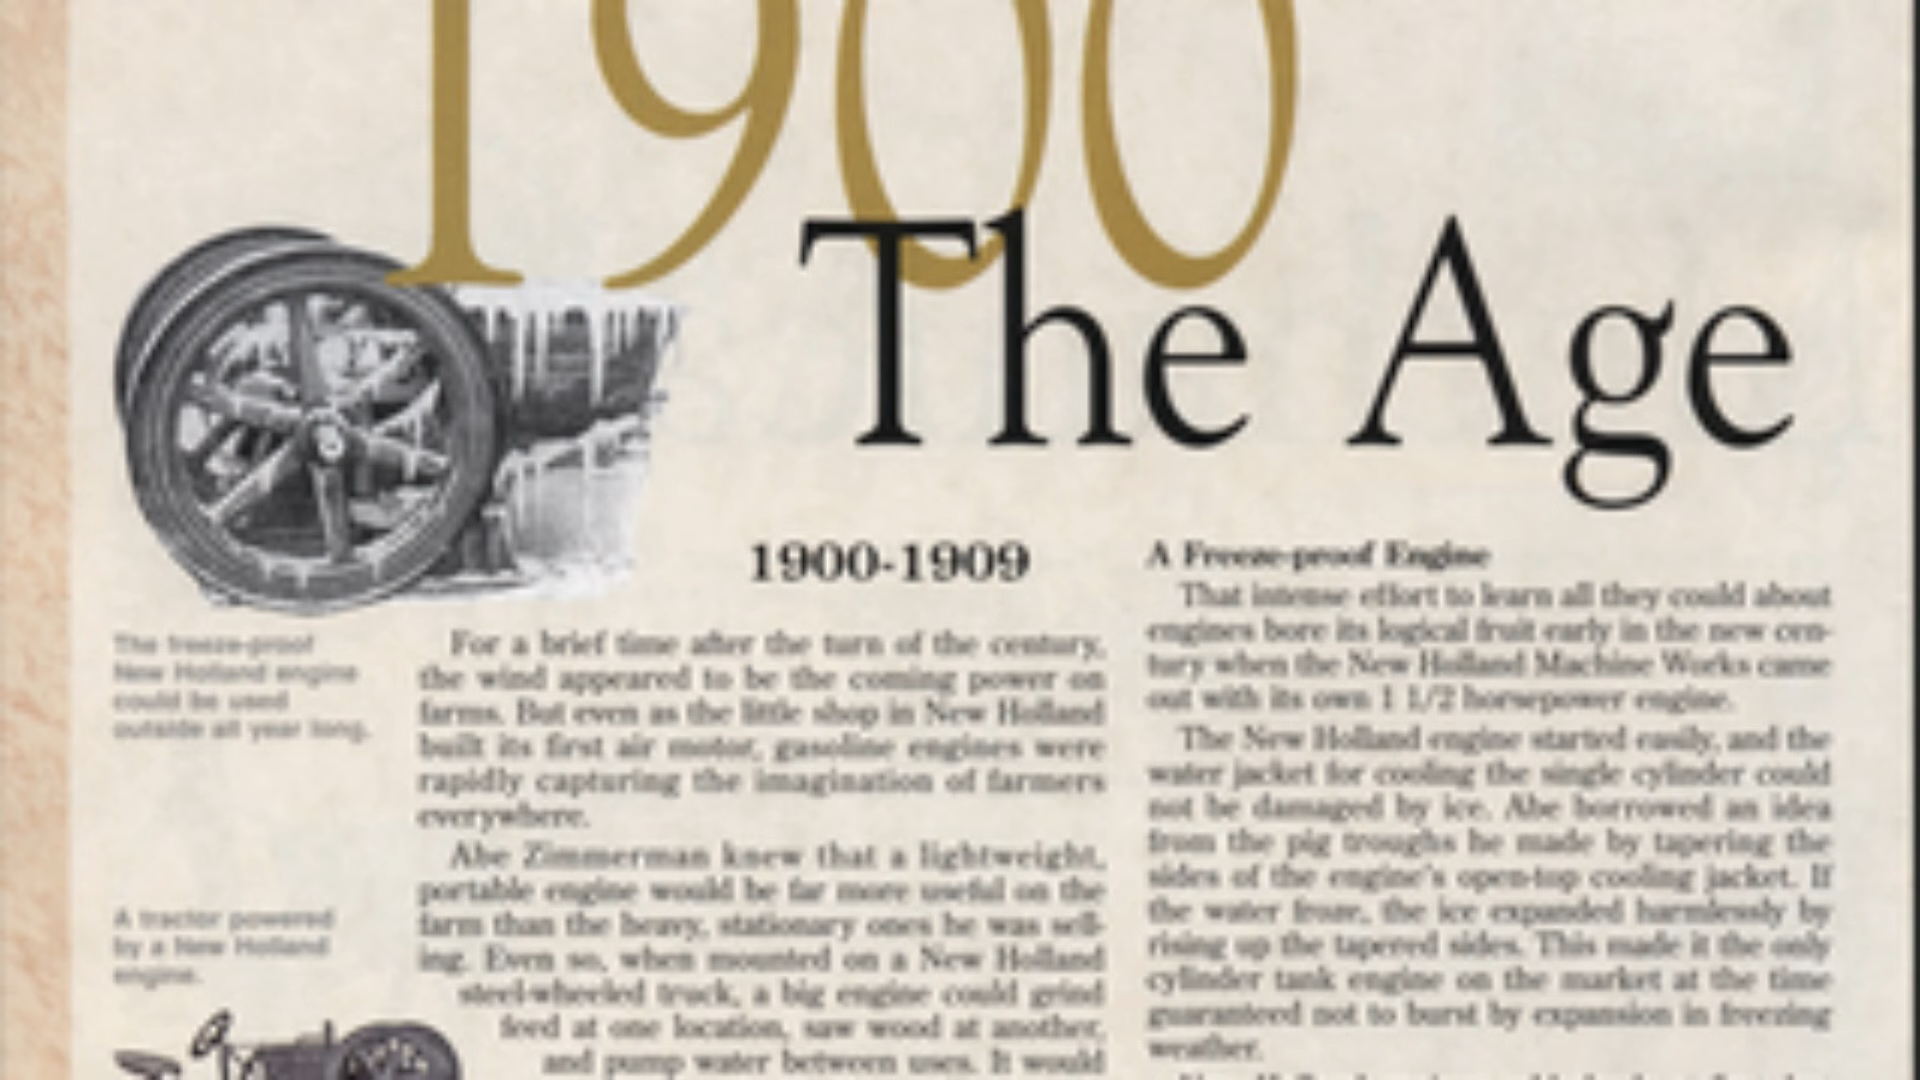 1900
The Age
The freeze-proof
New Holland engine
could be used
outside all year long.
A tractor powered
by a New Holland
engine.
1900-1909
For a brief time after the turn of the century,
the wind appeared to be the coming power on
farms. But even as the little shop in New Holland
built its first air motor, gasoline engines were
rapidly capturing the imagination of farmers
everywhere.
Abe Zimmerman knew that a lightweight,
portable engine would be far more useful on the
farm than the heavy, stationary ones he was sell-
ing. Even so, when mounted on a New Holland
steel-wheeled truck, a big engine could grind
feed at one location, saw wood at another,
and pump water between uses. It would
A Freeze-proof Engine
That intense effort to learn all they could about
engines bore its logical fruit early in the new cen-
tury when the New Holland Machine Works came
out with its own 1 1/2 horsepower engine.
The New Holland engine started easily, and the
water jacket for cooling the single cylinder could
not be damaged by ice. Abe borrowed an idea
from the pig troughs he made by tapering the
sides of the engine's open-top cooling jacket. If
the water froze, the ice expanded harmlessly by
rising up the tapered sides. This made it the only
cylinder tank engine on the market at the time
guaranteed not to burst by expansion in freezing
weather.